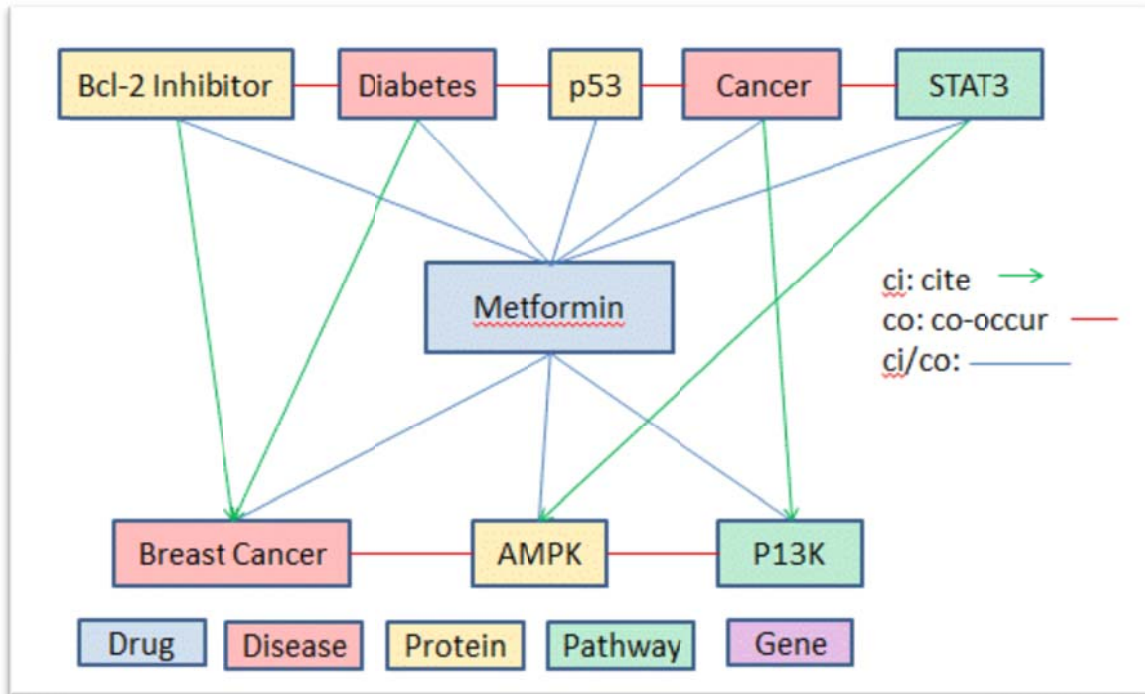 Bcl-2 Inhibitor Diabetes p53 Cancer STAT3
Metformin
ci: cite
co: co-occur
ci/co:
Breast Cancer AMPK P13K
Drug Disease Protein Pathway Gene